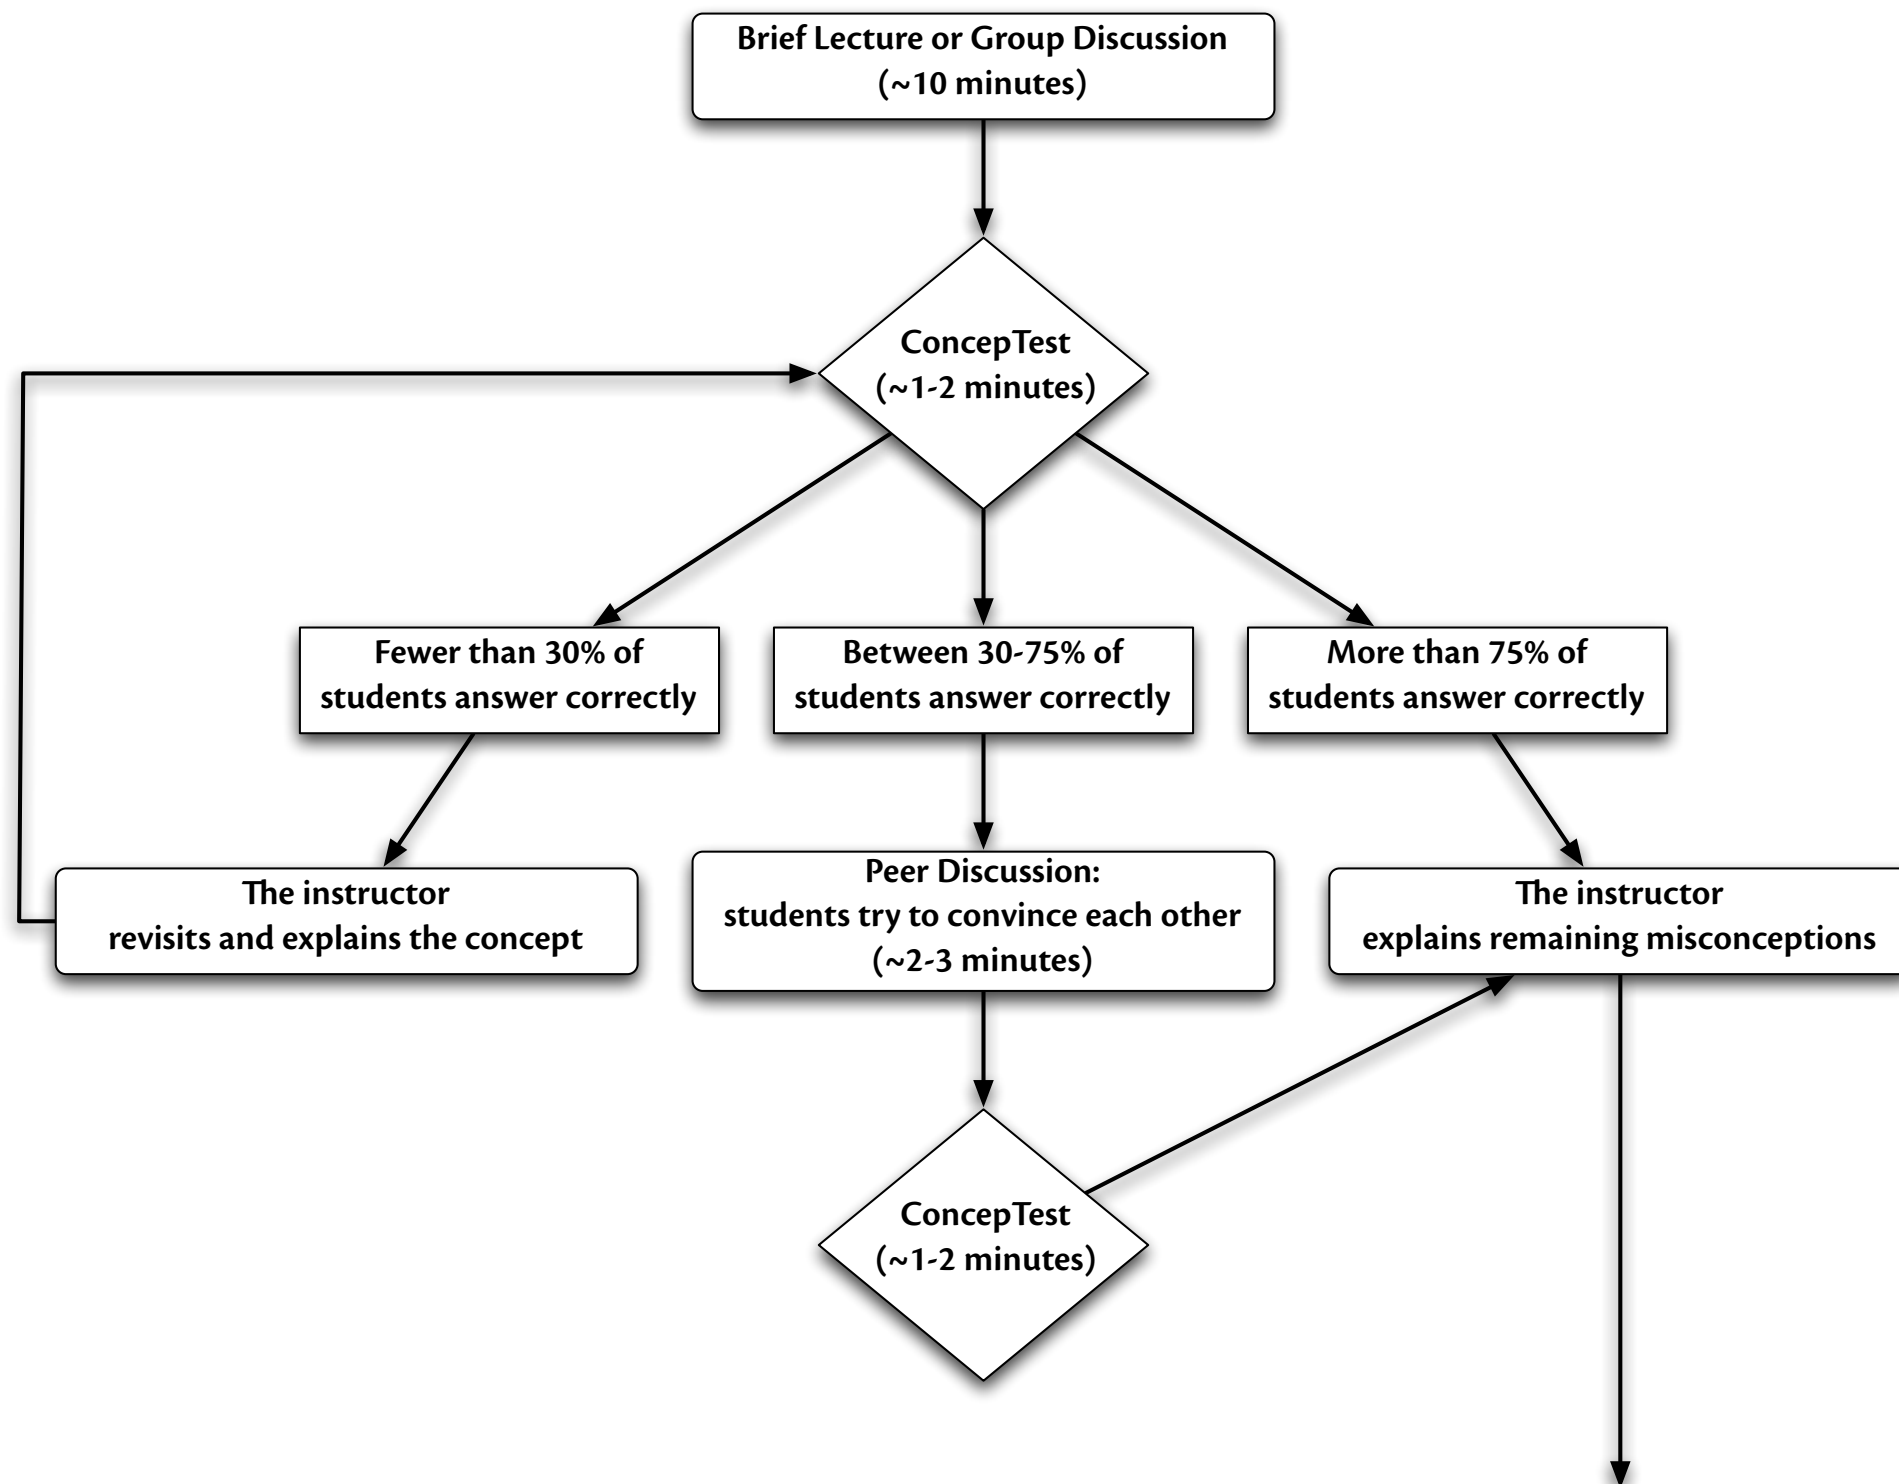 Brief Lecture or Group Discussion
(~10 minutes)
ConcepTest
(~1-2 minutes)
Fewer than 30% of
students answer correctly
Between 30-75% of
students answer correctly
More than 75% of
students answer correctly
The instructor
revisits and explains the concept
Peer Discussion:
students try to convince each other
(~2-3 minutes)
The instructor
explains remaining misconceptions
ConcepTest
(~1-2 minutes)